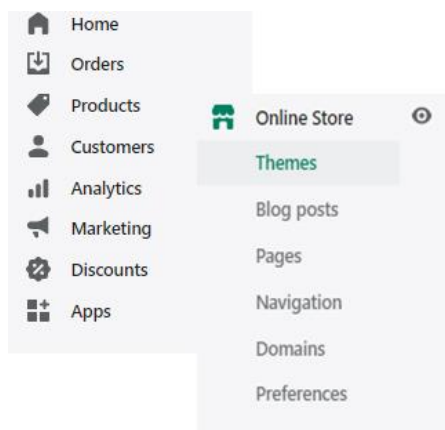 Home
Orders
Products
Customers
Analytics
Marketing
Discounts
Apps
Online Store
Themes
Blog posts
Pages
Navigation
Domains
Preferences